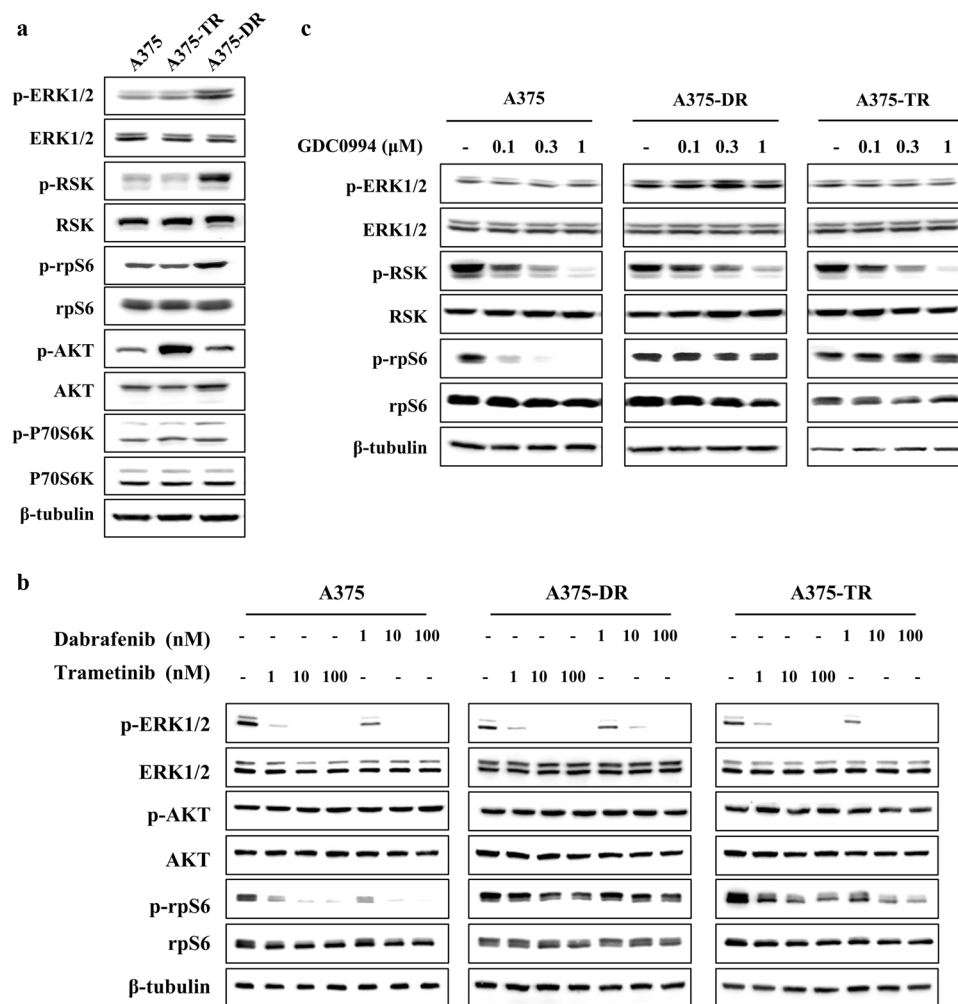 a
A375
A375-TR
A375-DR
p-ERK1/2
ERK1/2
p-RSK
RSK
p-rpS6
rpS6
p-AKT
AKT
p-P70S6K
P70S6K
β-tubulin
c
A375 A375-DR A375-TR
GDC0994 (μM) - 0.1 0.3 1 - 0.1 0.3 1 - 0.1 0.3 1
p-ERK1/2
ERK1/2
p-RSK
RSK
p-rpS6
rpS6
β-tubulin
b
A375 A375-DR A375-TR
Dabrafenib (nM) - - - - 1 10 100 - - - - 1 10 100 - - - - 1 10 100
Trametinib (nM) - 1 10 100 - - - - 1 10 100 - - - - 1 10 100 - - -
p-ERK1/2
ERK1/2
p-AKT
AKT
p-rpS6
rpS6
β-tubulin